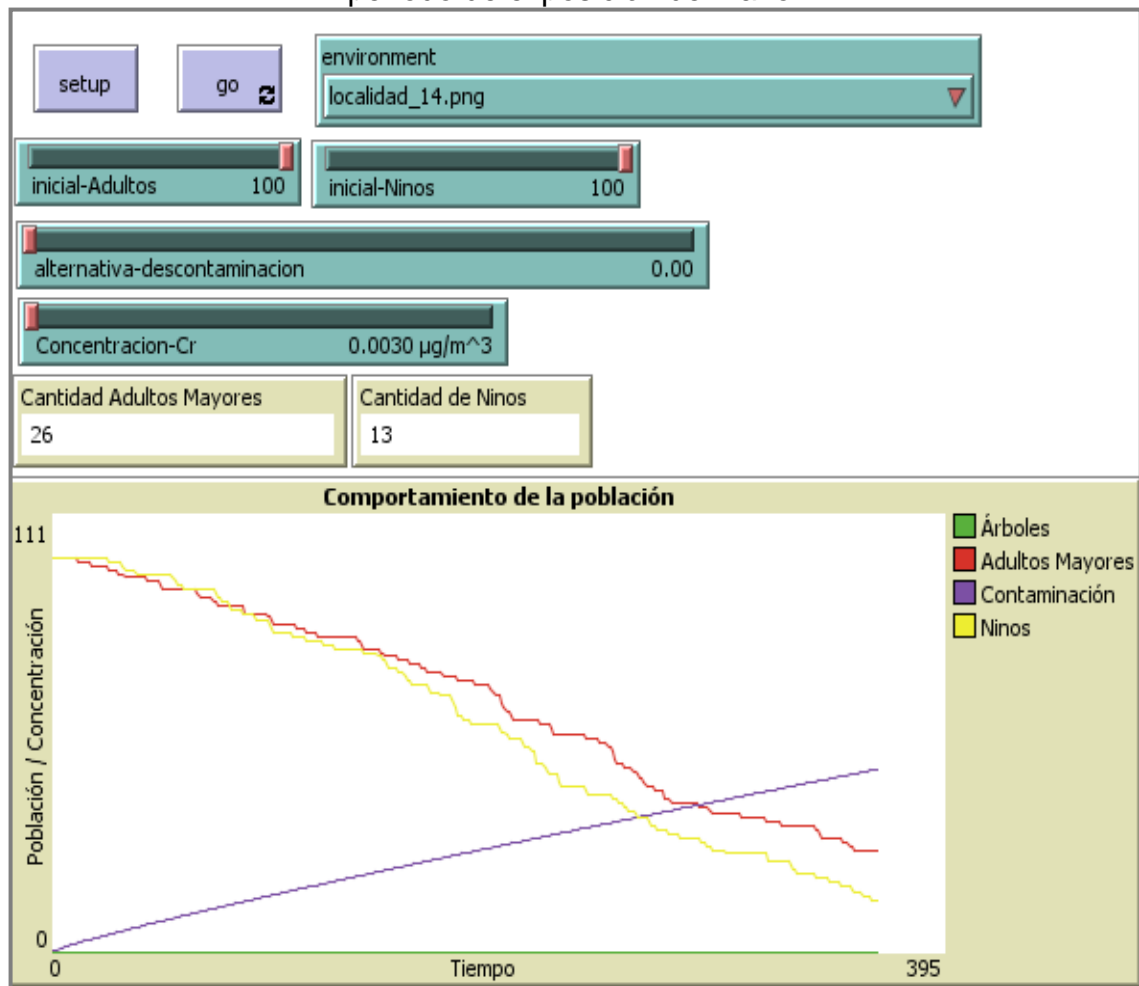 setup
go
environment
localidad_14.png
inicial-Adultos 100
inicial-Ninos 100
alternativa-descontaminacion 0.00
Concentracion-Cr 0.0030 µg/m^3
Cantidad Adultos Mayores
26
Cantidad de Ninos
13
Comportamiento de la población
111
Población / Concentración
0
0
Tiempo
395
Árboles
Adultos Mayores
Contaminación
Ninos